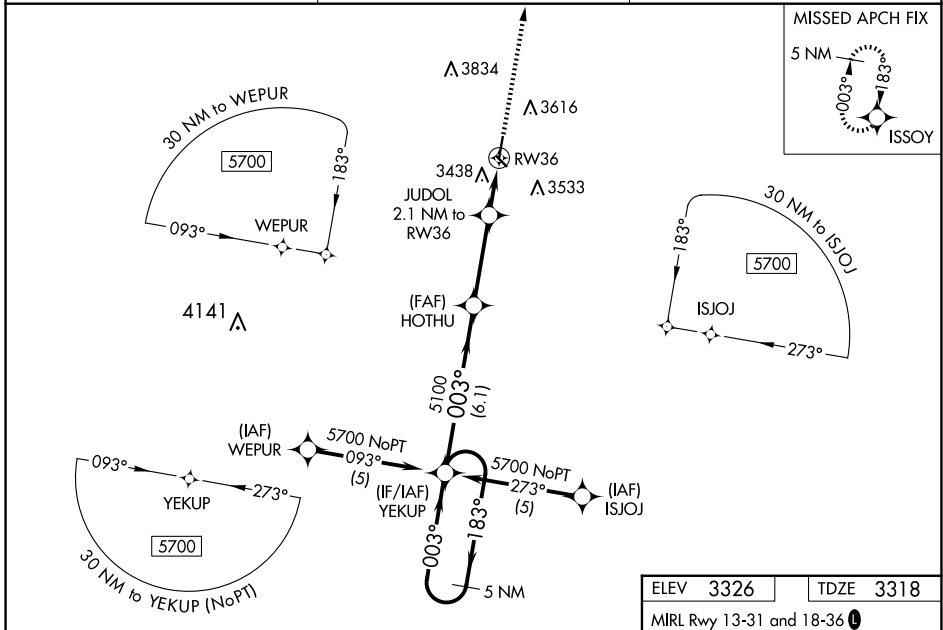 MISSED APCH FIX
5 NM
003°
183°
ISSOY
3834
3616
RW36
3438
3533
JUDOL
2.1 NM to
RW36
30 NM to WEPUR
5700
183°
093°
WEPUR
30 NM to ISJOJ
183°
5700
ISJOJ
273°
4141
(FAF)
HOTHU
5100
003°
(6.1)
(IAF)
WEPUR
5700 NoPT
093°
(5)
(IF/IAF)
YEKUP
5700 NoPT
273°
(5)
(IAF)
ISJOJ
003°
183°
5 NM
093°
273°
YEKUP
5700
30 NM to YEKUP (NoPT)
ELEV 3326
TDZE 3318
MIRL Rwy 13-31 and 18-36 L